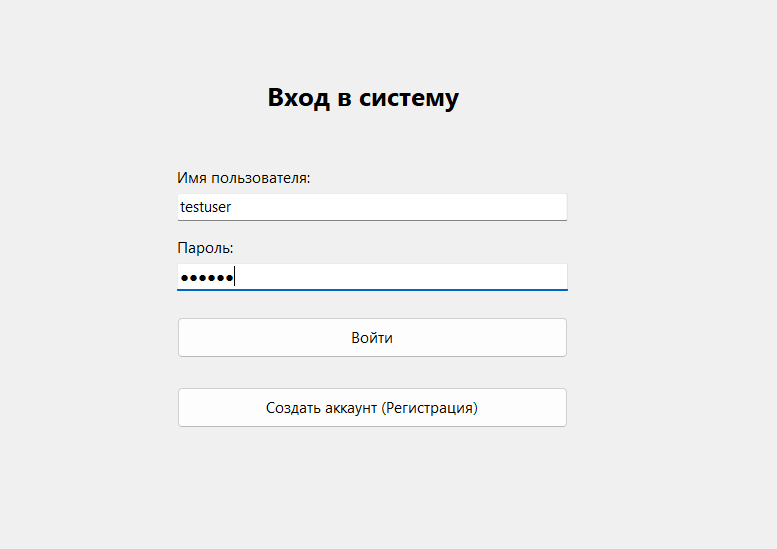 Вход в систему
Имя пользователя:
testuser
Пароль:
●●●●●●
Войти
Создать аккаунт (Регистрация)